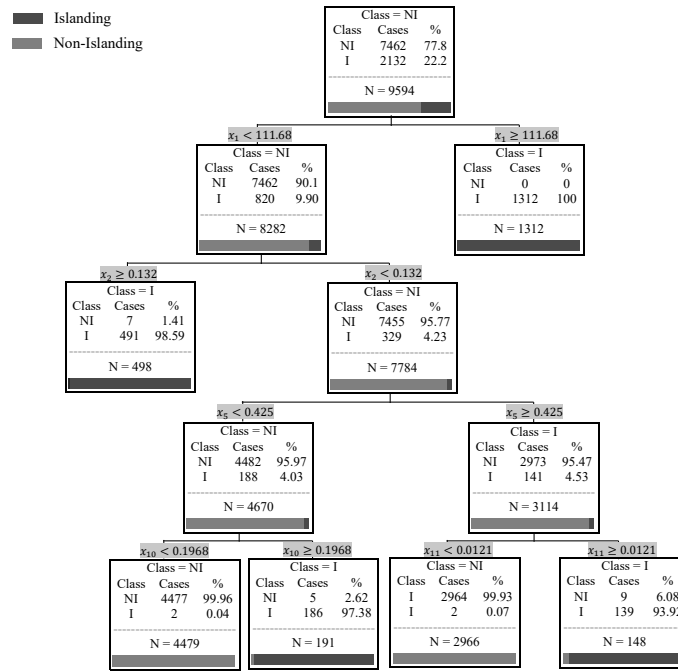 Islanding
Non-Islanding
Class = NI
Class Cases %
NI 7462 77.8
I 2132 22.2
N = 9594
x₁ < 111.68
x₁ ≥ 111.68
Class = NI
Class Cases %
NI 7462 90.1
I 820 9.90
N = 8282
Class = I
Class Cases %
NI 0 0
I 1312 100
N = 1312
x₂ ≥ 0.132
x₂ < 0.132
Class = I
Class Cases %
NI 7 1.41
I 491 98.59
N = 498
Class = NI
Class Cases %
NI 7455 95.77
I 329 4.23
N = 7784
x₅ < 0.425
x₅ ≥ 0.425
Class = NI
Class Cases %
NI 4482 95.97
I 188 4.03
N = 4670
Class = I
Class Cases %
NI 2973 95.47
I 141 4.53
N = 3114
x₁₀ < 0.1968
x₁₀ ≥ 0.1968
x₁₁ < 0.0121
x₁₁ ≥ 0.0121
Class = NI
Class Cases %
NI 4477 99.96
I 2 0.04
N = 4479
Class = I
Class Cases %
NI 5 2.62
I 186 97.38
N = 191
Class = NI
Class Cases %
I 2964 99.93
I 2 0.07
N = 2966
Class = I
Class Cases %
NI 9 6.08
I 139 93.92
N = 148